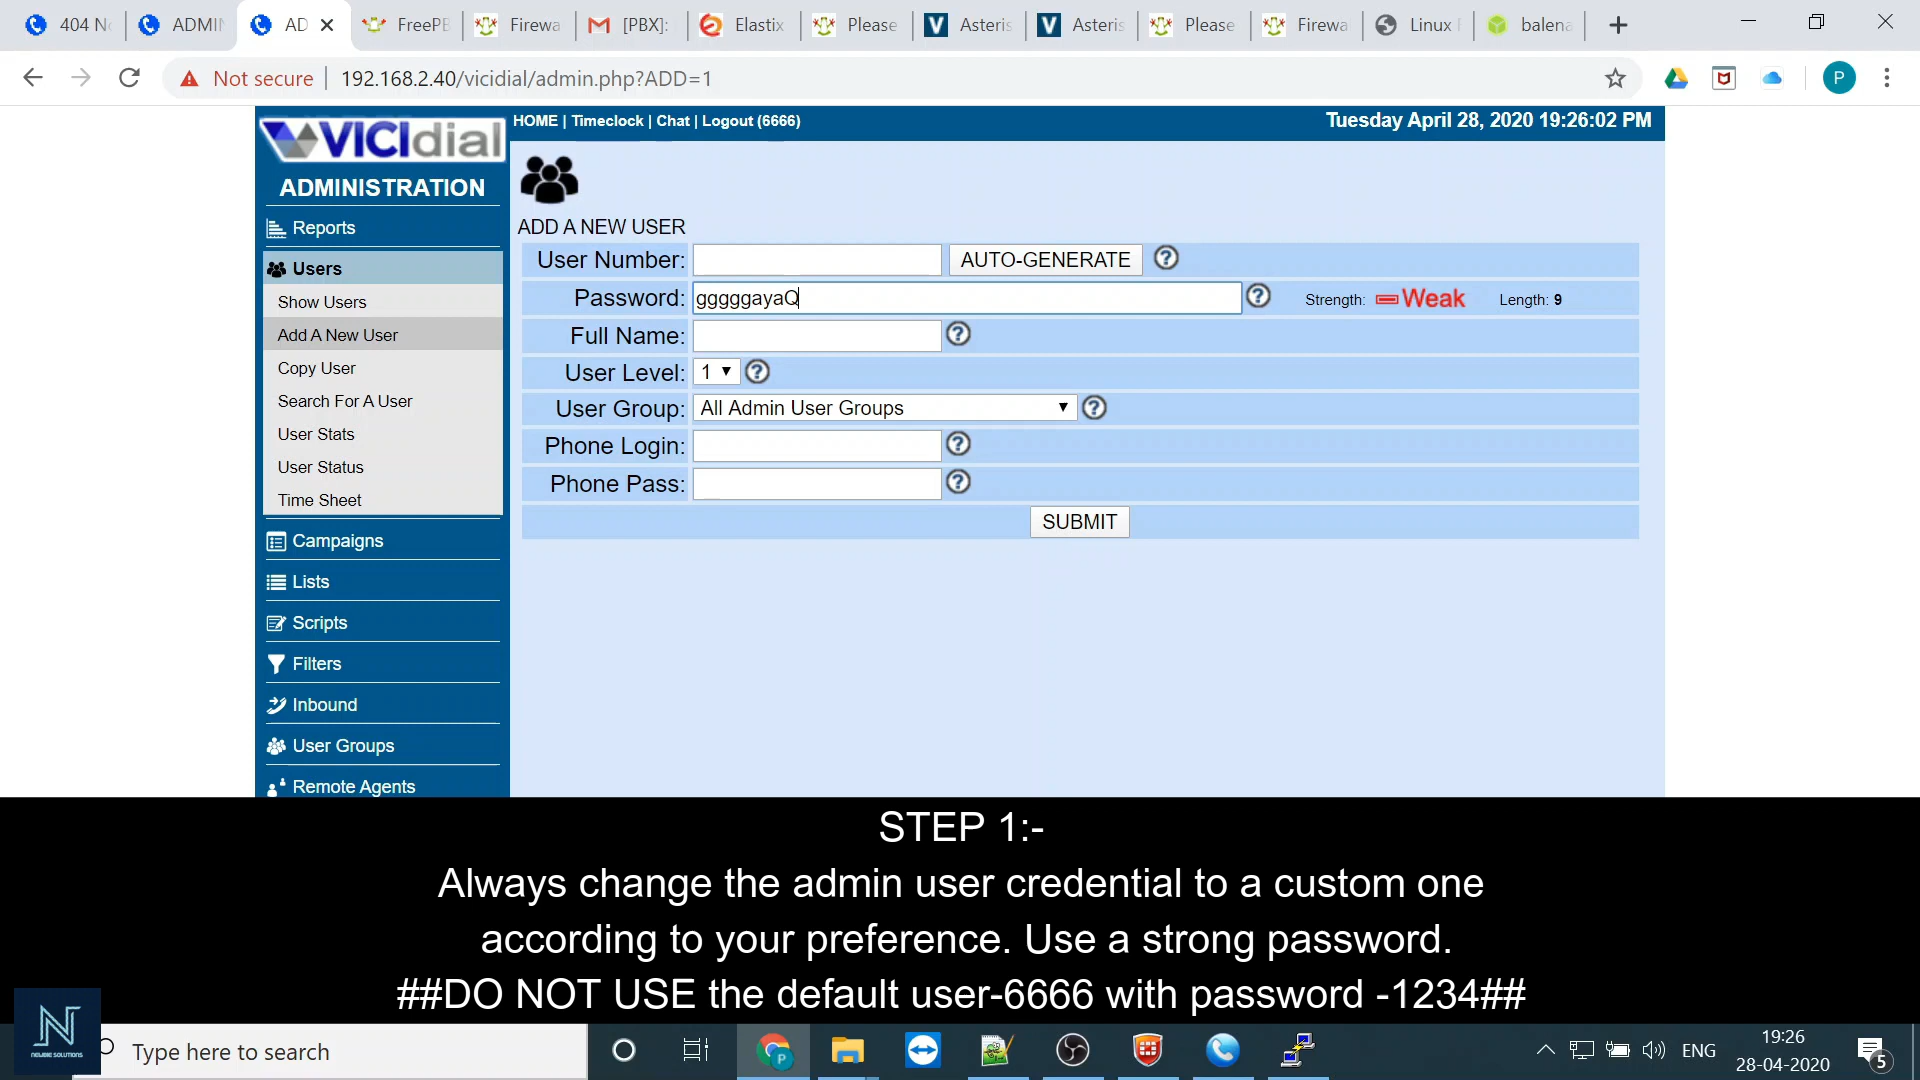 404 N
ADMIN
AD
FreePB
Firewa
[PBX]:
Elastix
Please
Asteris
Asteris
Please
Firewa
Linux
balena
Not secure
192.168.2.40/vicidial/admin.php?ADD=1
P
VICIdial
HOME | Timeclock | Chat | Logout (6666)
Tuesday April 28, 2020 19:26:02 PM
ADMINISTRATION
Reports
Users
Show Users
Add A New User
Copy User
Search For A User
User Stats
User Status
Time Sheet
Campaigns
Lists
Scripts
Filters
Inbound
User Groups
Remote Agents
ADD A NEW USER
User Number: AUTO-GENERATE
Password: gggggayaQ Strength: Weak Length: 9
Full Name:
User Level: 1
User Group: All Admin User Groups
Phone Login:
Phone Pass:
SUBMIT
STEP 1:-
Always change the admin user credential to a custom one
according to your preference. Use a strong password.
##DO NOT USE the default user-6666 with password -1234##
N
NEWBIE SOLUTIONS
Type here to search
P
ENG
19:26
28-04-2020
5